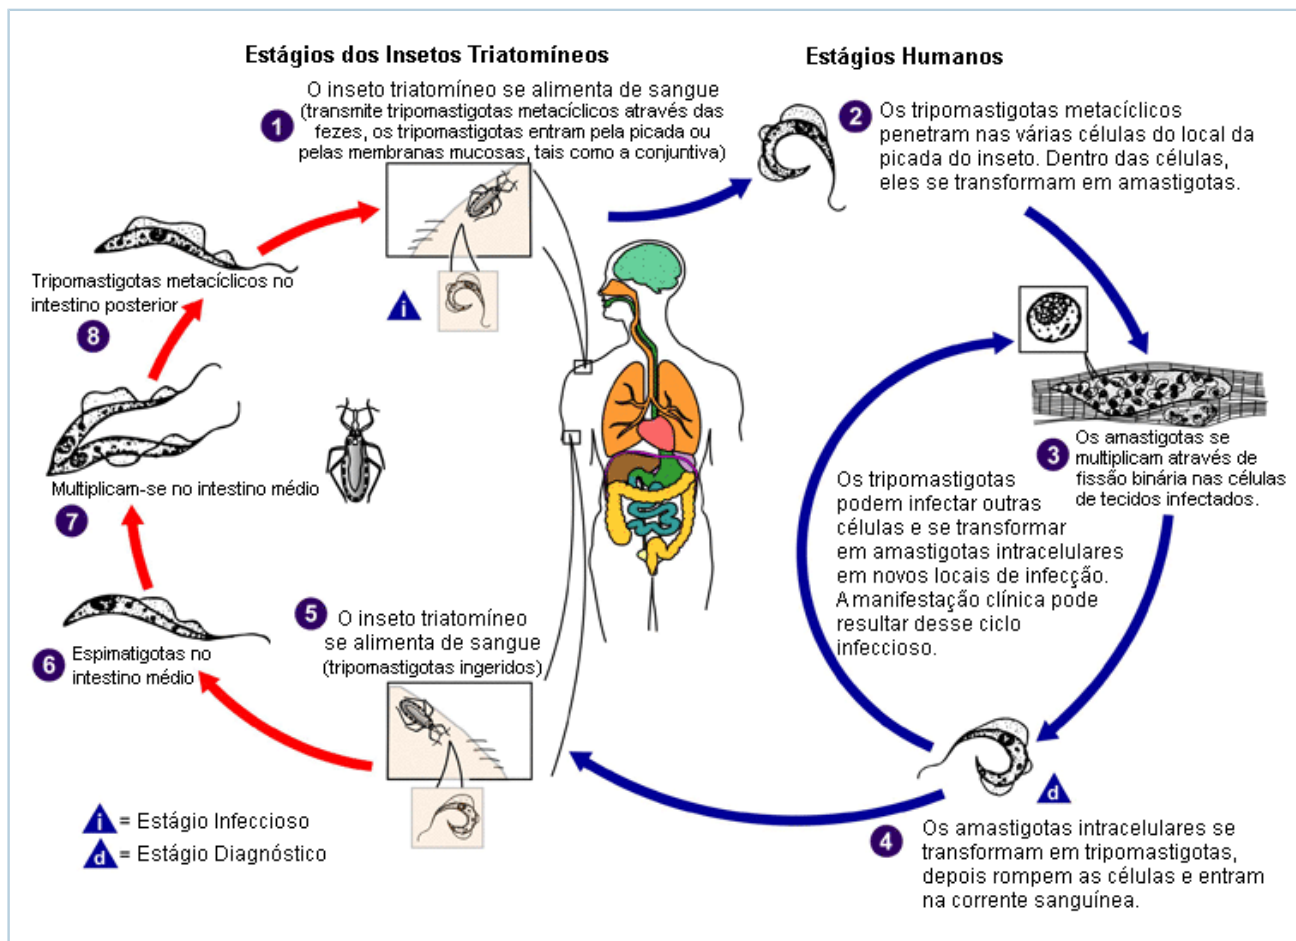 Estágios dos Insetos Triatomíneos
Estágios Humanos
1
O inseto triatomíneo se alimenta de sangue
(transmite tripomastigotas metacíclicos através das
fezes, os tripomastigotas entram pela picada ou
pelas membranas mucosas, tais como a conjuntiva)
2
Os tripomastigotas metacíclicos
penetram nas várias células do local da
picada do inseto. Dentro das células,
eles se transformam em amastigotas.
i
3
Os amastigotas se
multiplicam através de
fissão binária nas células
de tecidos infectados.
Os tripomastigotas
podem infectar outras
células e se transformar
em amastigotas intracelulares
em novos locais de infecção.
A manifestação clínica pode
resultar desse ciclo
infeccioso.
d
4
Os amastigotas intracelulares se
transformam em tripomastigotas,
depois rompem as células e entram
na corrente sanguínea.
5
O inseto triatomíneo
se alimenta de sangue
(tripomastigotas ingeridos)
6
Espimatigotas no
intestino médio
Multiplicam-se no intestino médio
7
Tripomastigotas metacíclicos no
intestino posterior
8
i = Estágio Infeccioso
d = Estágio Diagnóstico